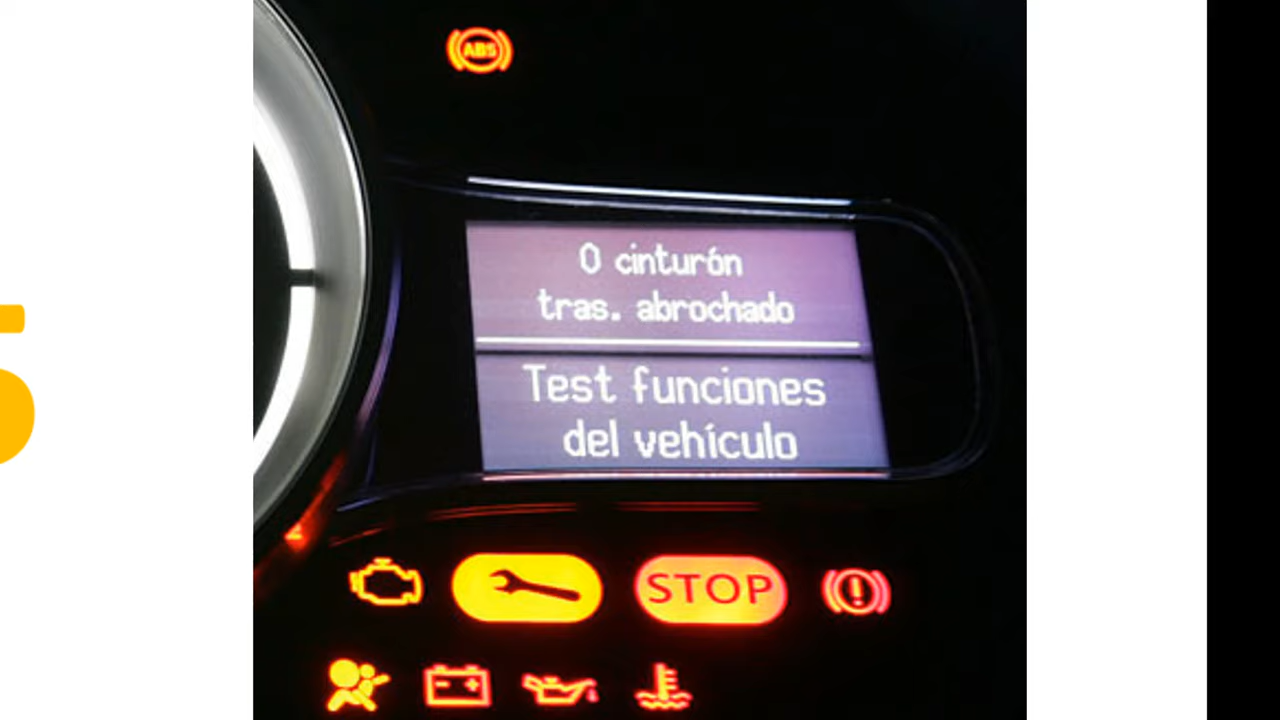 ABS
0 cinturón
tras. abrochado
Test funciones
del vehículo
STOP